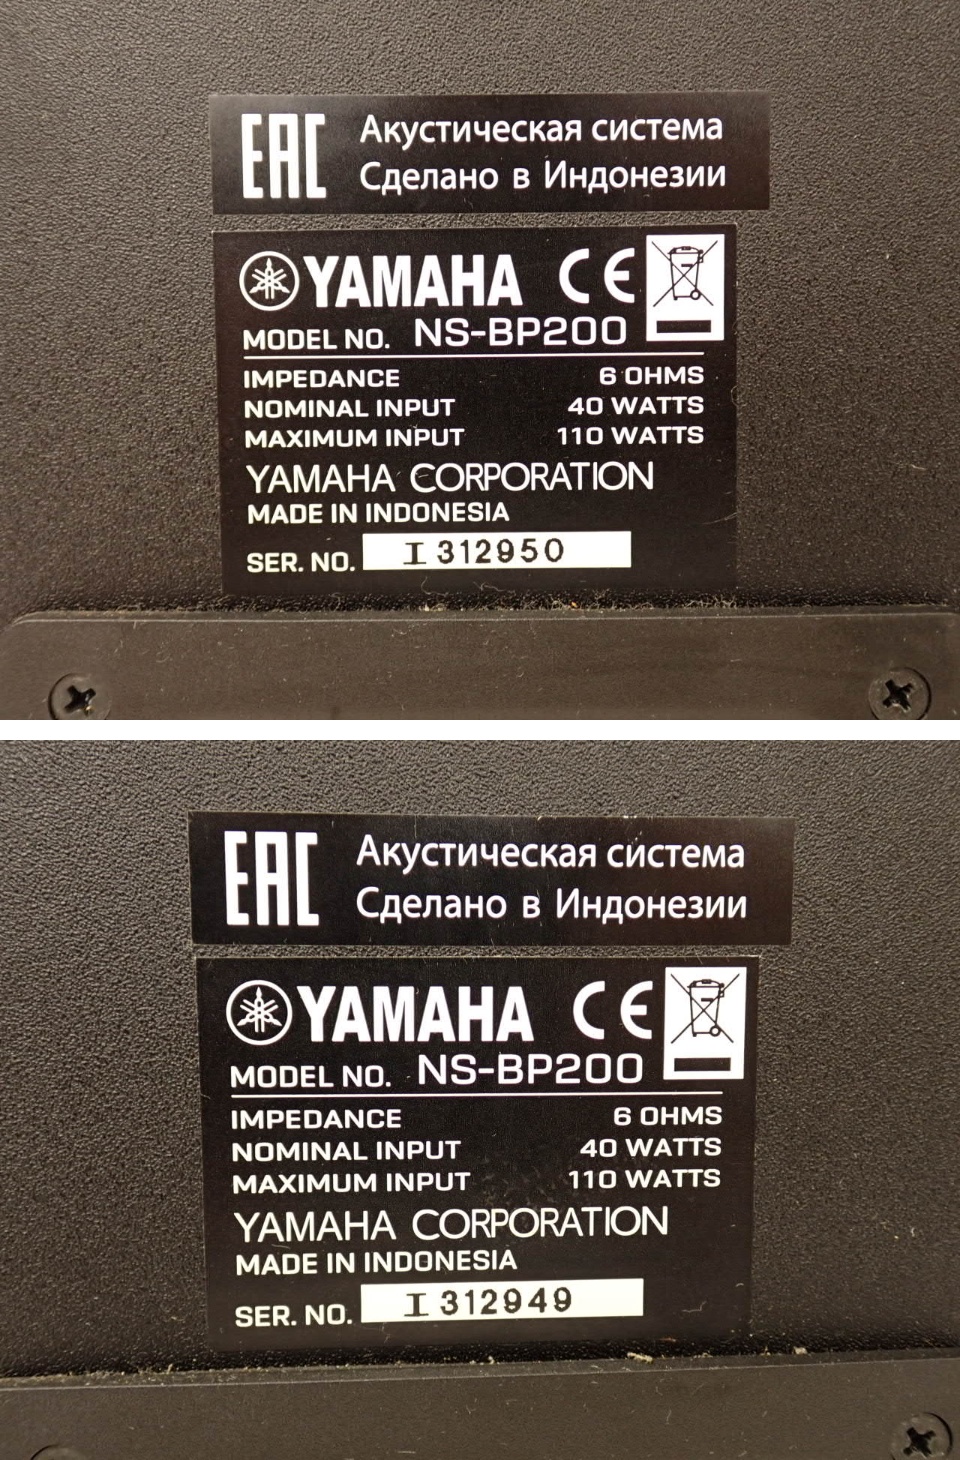 EAC Акустическая система
Сделано в Индонезии
YAMAHA CE
MODEL NO. NS-BP200
IMPEDANCE 6 OHMS
NOMINAL INPUT 40 WATTS
MAXIMUM INPUT 110 WATTS
YAMAHA CORPORATION
MADE IN INDONESIA
SER. NO. I 312950
EAC Акустическая система
Сделано в Индонезии
YAMAHA CE
MODEL NO. NS-BP200
IMPEDANCE 6 OHMS
NOMINAL INPUT 40 WATTS
MAXIMUM INPUT 110 WATTS
YAMAHA CORPORATION
MADE IN INDONESIA
SER. NO. I 312949